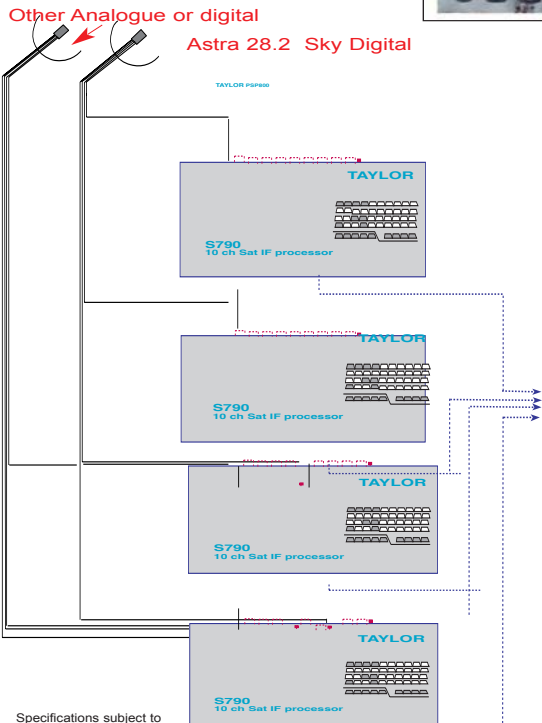 Other Analogue or digital
Astra 28.2 Sky Digital
TAYLOR PSP800
TAYLOR
S790
10 ch Sat IF processor
TAYLOR
S790
10 ch Sat IF processor
TAYLOR
S790
10 ch Sat IF processor
TAYLOR
S790
10 ch Sat IF processor
Specifications subject to